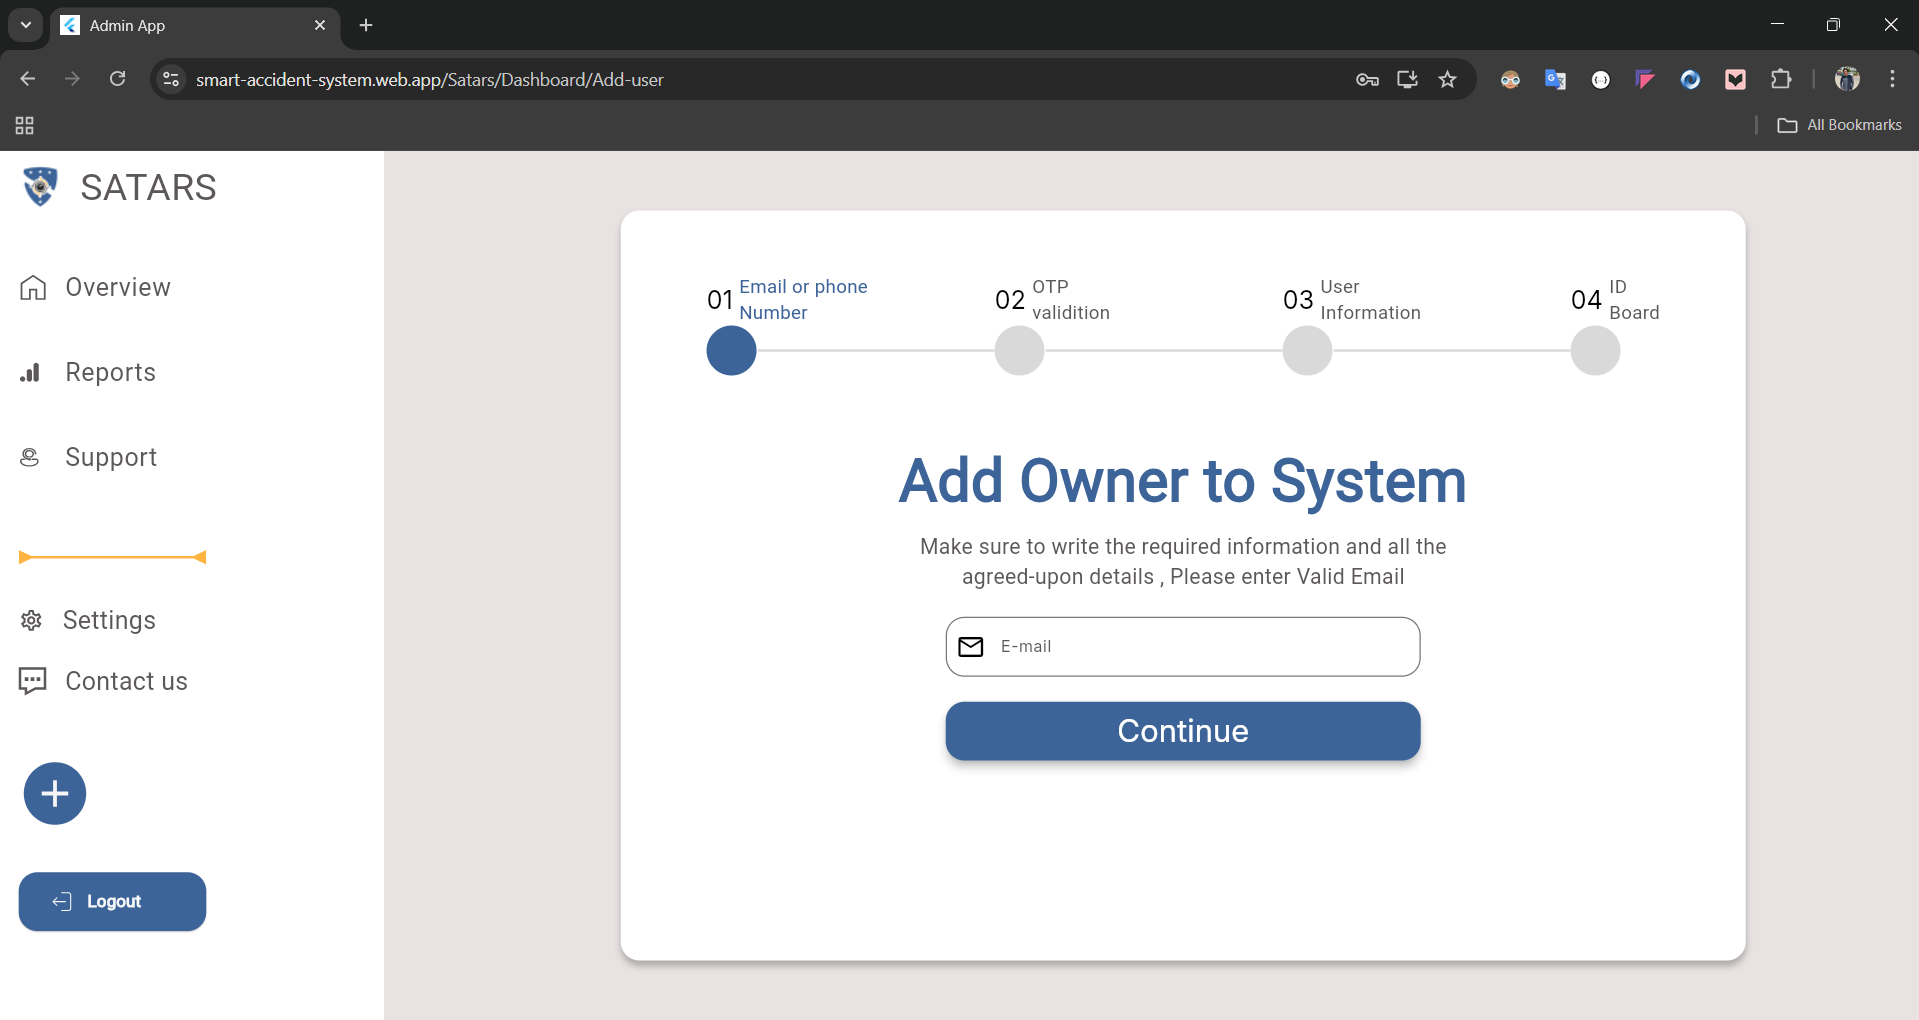 Admin App
smart-accident-system.web.app/Satars/Dashboard/Add-user
All Bookmarks
SATARS
Overview
Reports
Support
Settings
Contact us
Logout
01 Email or phone
Number
02 OTP
validition
03 User
Information
04 ID
Board
Add Owner to System
Make sure to write the required information and all the
agreed-upon details , Please enter Valid Email
E-mail
Continue